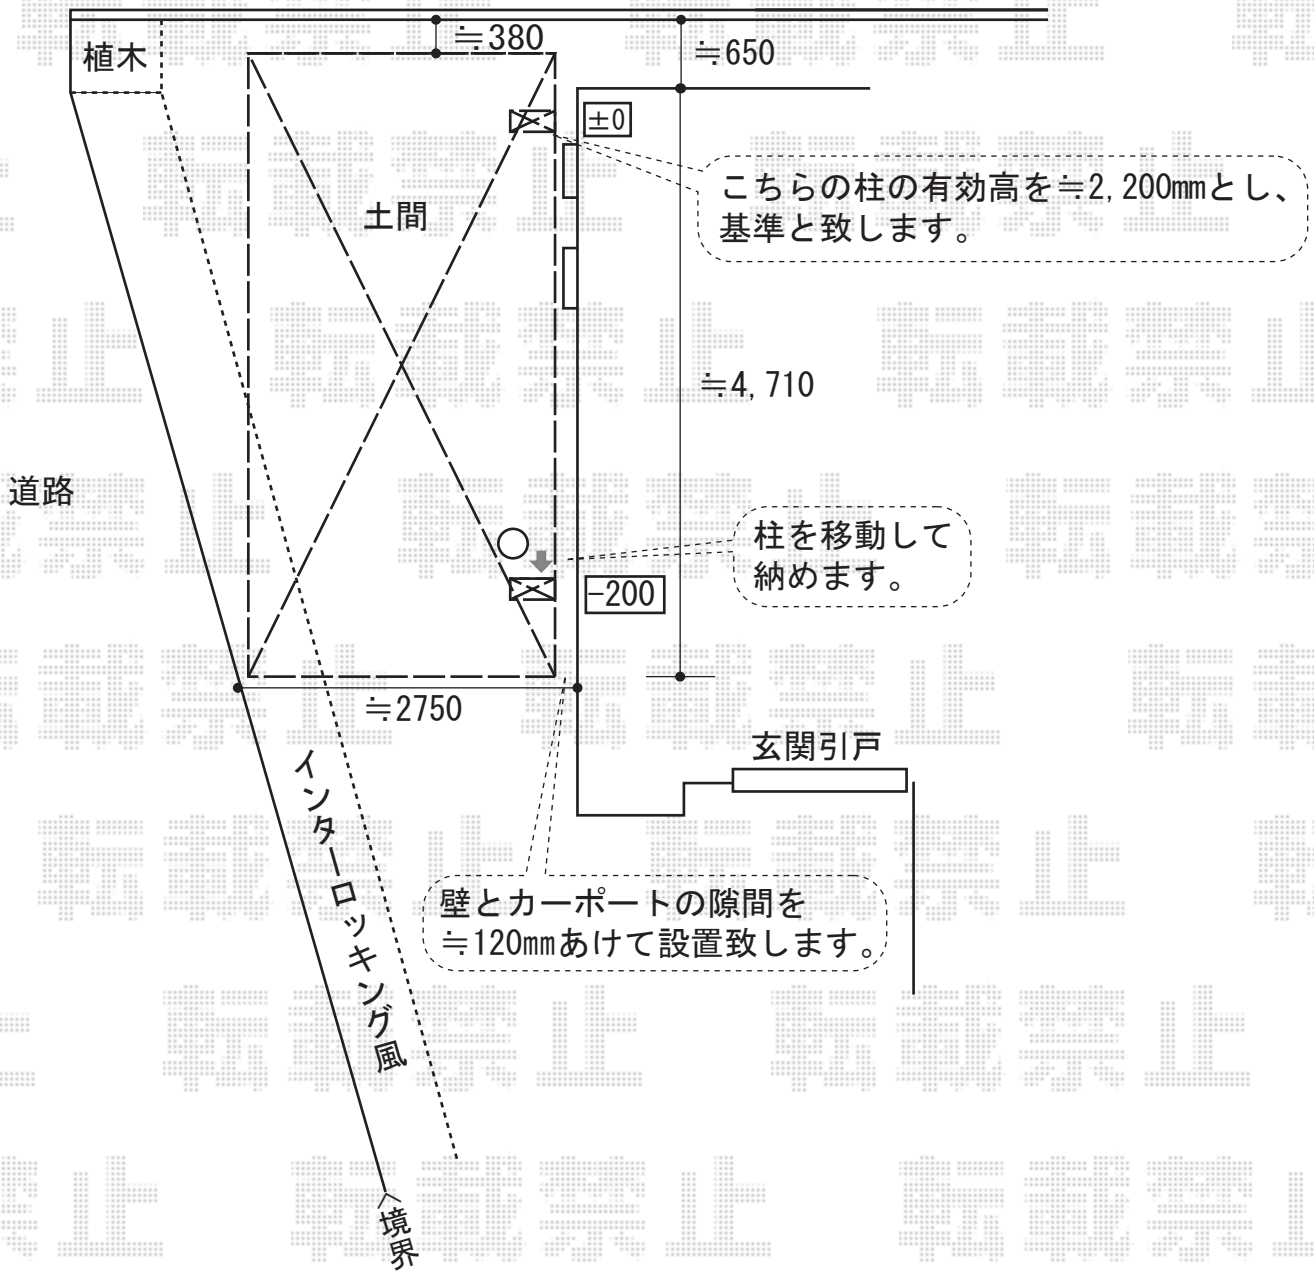 植木
≒380
≒650
±0
こちらの柱の有効高を≒2,200mmとし、
基準と致します。
土間
≒4,710
道路
柱を移動して
納めます。
-200
≒2750
玄関引戸
インターロッキング風
壁とカーポートの隙間を
≒120mmあけて設置致します。
境界
転載禁止